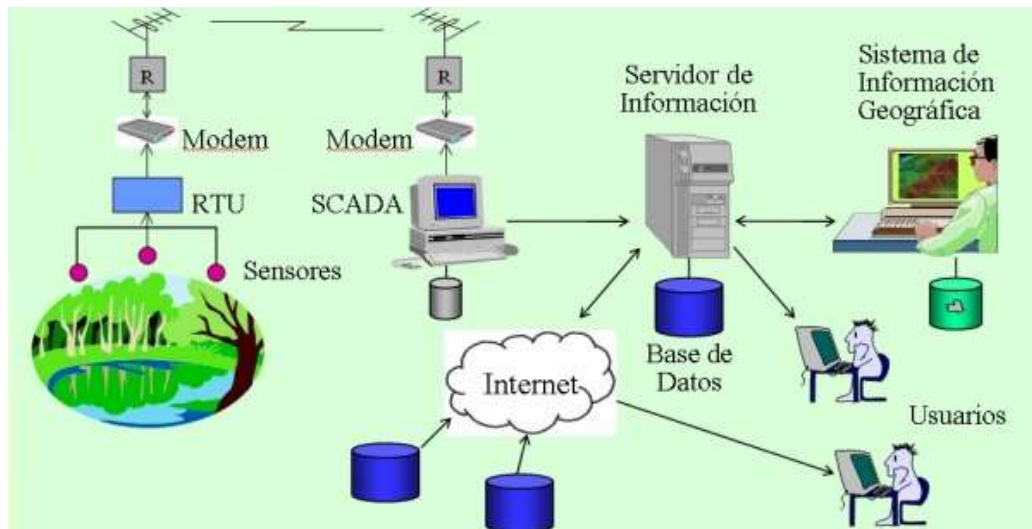 R
R
Modem
Modem
RTU
SCADA
Sensores
Servidor de
Información
Sistema de
Información
Geográfica
Base de
Datos
Internet
Usuarios